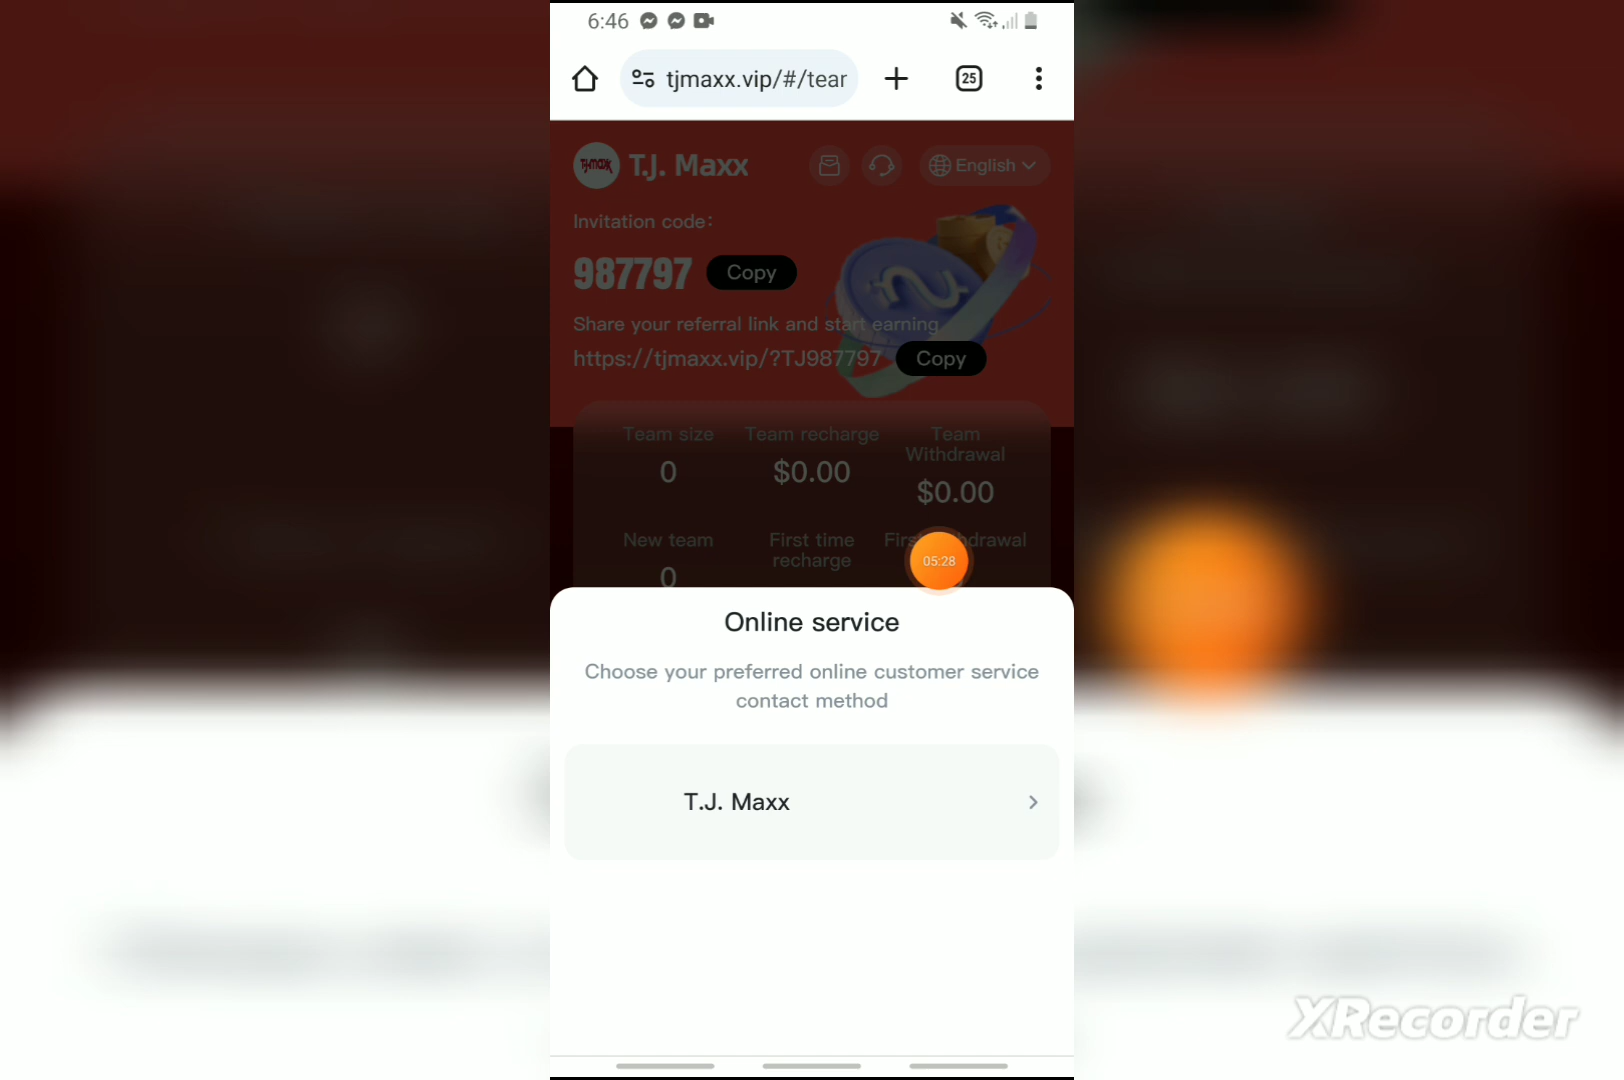 6:46
tjmaxx.vip/#/tear
25
TJ-maxx
T.J. Maxx
English
Invitation code:
987797
Copy
Share your referral link and start earning
https://tjmaxx.vip/?TJ987797
Copy
Team size
Team recharge
Team
Withdrawal
0
$0.00
$0.00
New team
First time
recharge
0
05:28
Online service
Choose your preferred online customer service
contact method
T.J. Maxx
XRecorder